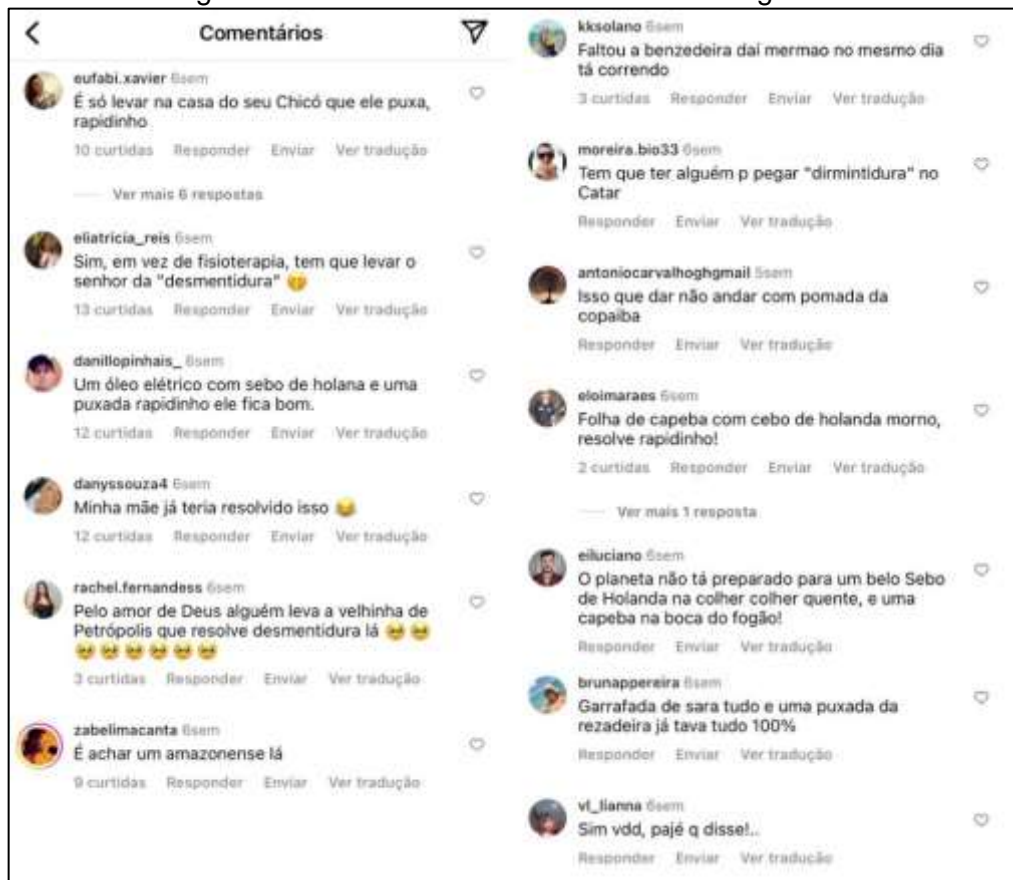 Comentários
eufabi.xavier 6sem
É só levar na casa do seu Chicó que ele puxa,
rapidinho
10 curtidas Responder Enviar Ver tradução
Ver mais 6 respostas
eliatricia_reis 6sem
Sim, em vez de fisioterapia, tem que levar o
senhor da "desmentidura" 🤭
13 curtidas Responder Enviar Ver tradução
danillopinhais_ 6sem
Um óleo elétrico com sebo de holana e uma
puxada rapidinho ele fica bom.
12 curtidas Responder Enviar Ver tradução
danyssouza4 6sem
Minha mãe já teria resolvido isso 😂
12 curtidas Responder Enviar Ver tradução
rachel.fernandess 6sem
Pelo amor de Deus alguém leva a velhinha de
Petrópolis que resolve desmentidura lá 🥹 🥹
🥹 🥹 🥹 🥹 🥹 🥹
3 curtidas Responder Enviar Ver tradução
zabelimacanta 6sem
É achar um amazonense lá
9 curtidas Responder Enviar Ver tradução
kksolano 6sem
Faltou a benzedeira daí mermao no mesmo dia
tá correndo
3 curtidas Responder Enviar Ver tradução
moreira.bio33 6sem
Tem que ter alguém p pegar "dirmintidura" no
Catar
Responder Enviar Ver tradução
antoniocarvalhoghgmail 5sem
Isso que dar não andar com pomada da
copaiba
Responder Enviar Ver tradução
eloimaraes 6sem
Folha de capeba com cebo de holanda morno,
resolve rapidinho!
2 curtidas Responder Enviar Ver tradução
Ver mais 1 resposta
eiluciano 6sem
O planeta não tá preparado para um belo Sebo
de Holanda na colher colher quente, e uma
capeba na boca do fogão!
Responder Enviar Ver tradução
brunappereira 6sem
Garrafada de sara tudo e uma puxada da
rezadeira já tava tudo 100%
Responder Enviar Ver tradução
vl_lianna 6sem
Sim vdd, pajé q disse!..
Responder Enviar Ver tradução